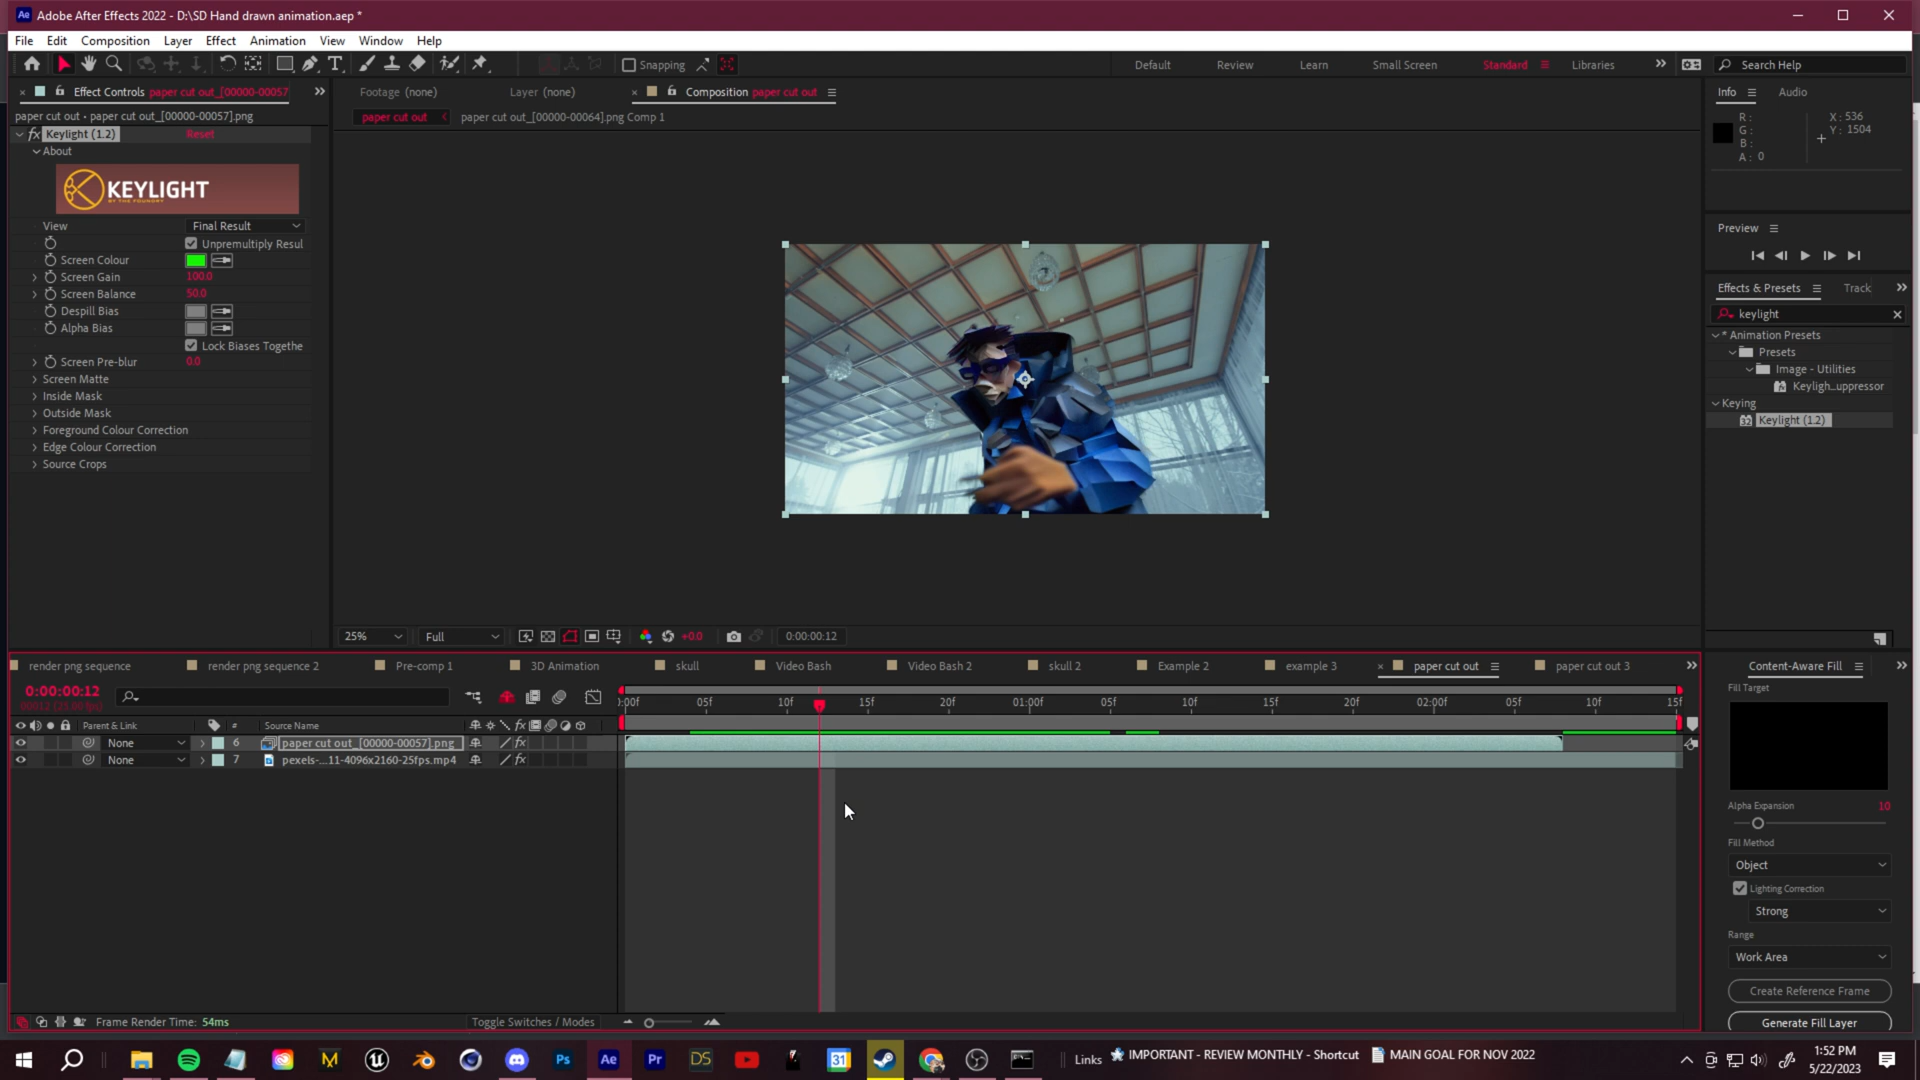 Adobe After Effects 2022 - D:\SD Hand drawn animation.aep *
File Edit Composition Layer Effect Animation View Window Help
Snapping Default Review Learn Small Screen Standard Libraries Search Help
Effect Controls paper cut out_[00000-00057]
paper cut out • paper cut out_[00000-00057].png
fx Keylight (1.2) Reset
About
KEYLIGHT
BY THE FOUNDRY
View Final Result
Unpremultiply Resul
Screen Colour
Screen Gain 100.0
Screen Balance 50.0
Despill Bias
Alpha Bias
Lock Biases Togethe
Screen Pre-blur 0.0
Screen Matte
Inside Mask
Outside Mask
Foreground Colour Correction
Edge Colour Correction
Source Crops
Footage (none) Layer (none) Composition paper cut out
paper cut out paper cut out_[00000-00064].png Comp 1
25% Full +0.0 0:00:00:12
Info Audio
R :
G :
B :
A : 0
X : 536
Y : 1504
Preview
Effects & Presets Track
keylight
* Animation Presets
Presets
Image - Utilities
Keyligh...uppressor
Keying
Keylight (1.2)
render png sequence render png sequence 2 Pre-comp 1 3D Animation skull Video Bash Video Bash 2 skull 2 Example 2 example 3 paper cut out paper cut out 3
0:00:00:12
00012 (25.00 fps)
:00f 05f 10f 15f 20f 01:00f 05f 10f 15f 20f 02:00f 05f 10f 15f
Parent & Link # Source Name fx
None 6 paper cut out_[00000-00057].png fx
None 7 pexels-...11-4096x2160-25fps.mp4 fx
Frame Render Time: 54ms Toggle Switches / Modes
Content-Aware Fill
Fill Target
Alpha Expansion 10
Fill Method
Object
Lighting Correction
Strong
Range
Work Area
Create Reference Frame
Generate Fill Layer
Ps Ae Pr DS 31 Links IMPORTANT - REVIEW MONTHLY - Shortcut MAIN GOAL FOR NOV 2022
1:52 PM
5/22/2023